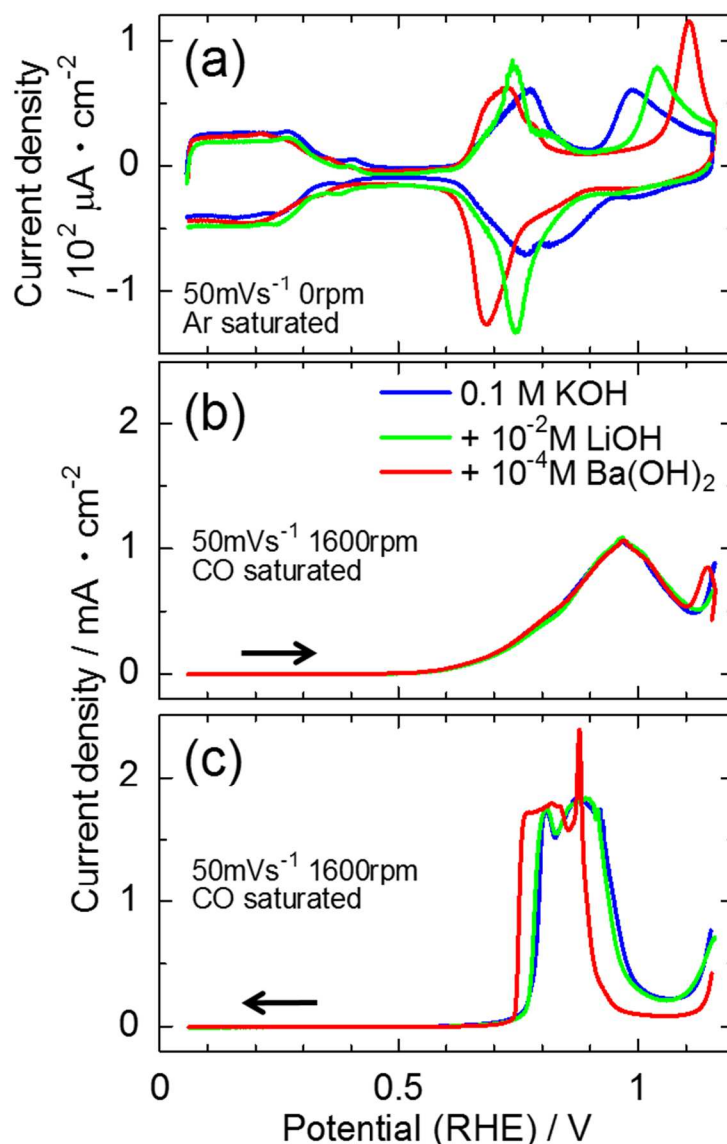 (a)
1
0
-1
Current density
/10² μA・cm⁻²
50mVs⁻¹ 0rpm
Ar saturated
(b)
0.1 M KOH
+ 10⁻²M LiOH
+ 10⁻⁴M Ba(OH)₂
2
1
0
50mVs⁻¹ 1600rpm
CO saturated
Current density / mA・cm⁻²
(c)
2
1
0
50mVs⁻¹ 1600rpm
CO saturated
0 0.5 1
Potential (RHE) / V